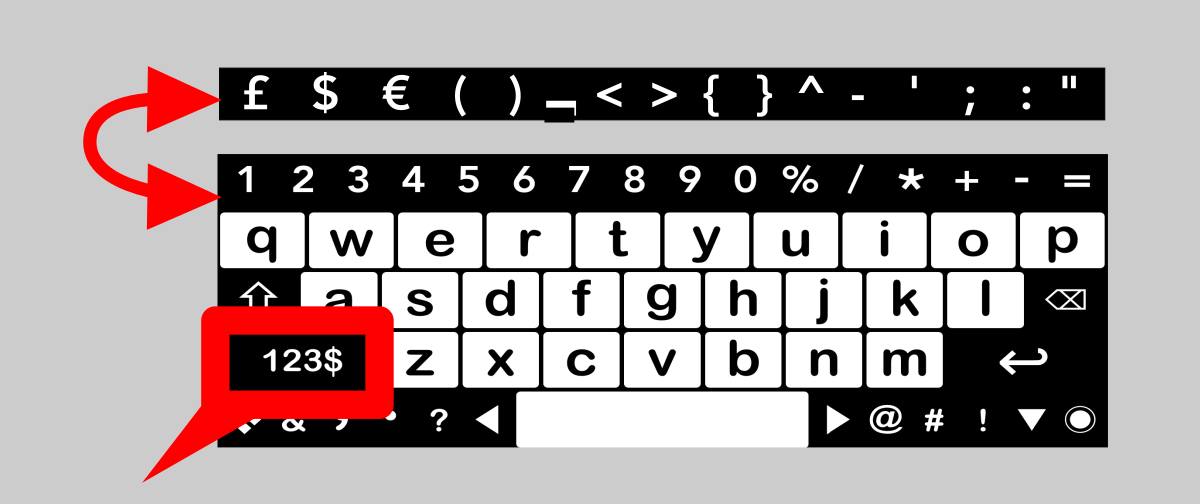 £ $ € ( ) _ < > { } ^ - ' ; : "
1 2 3 4 5 6 7 8 9 0 % / * + - =
q w e r t y u i o p
a s d f g h j k l
123$ z x c v b n m
& ? @ # !